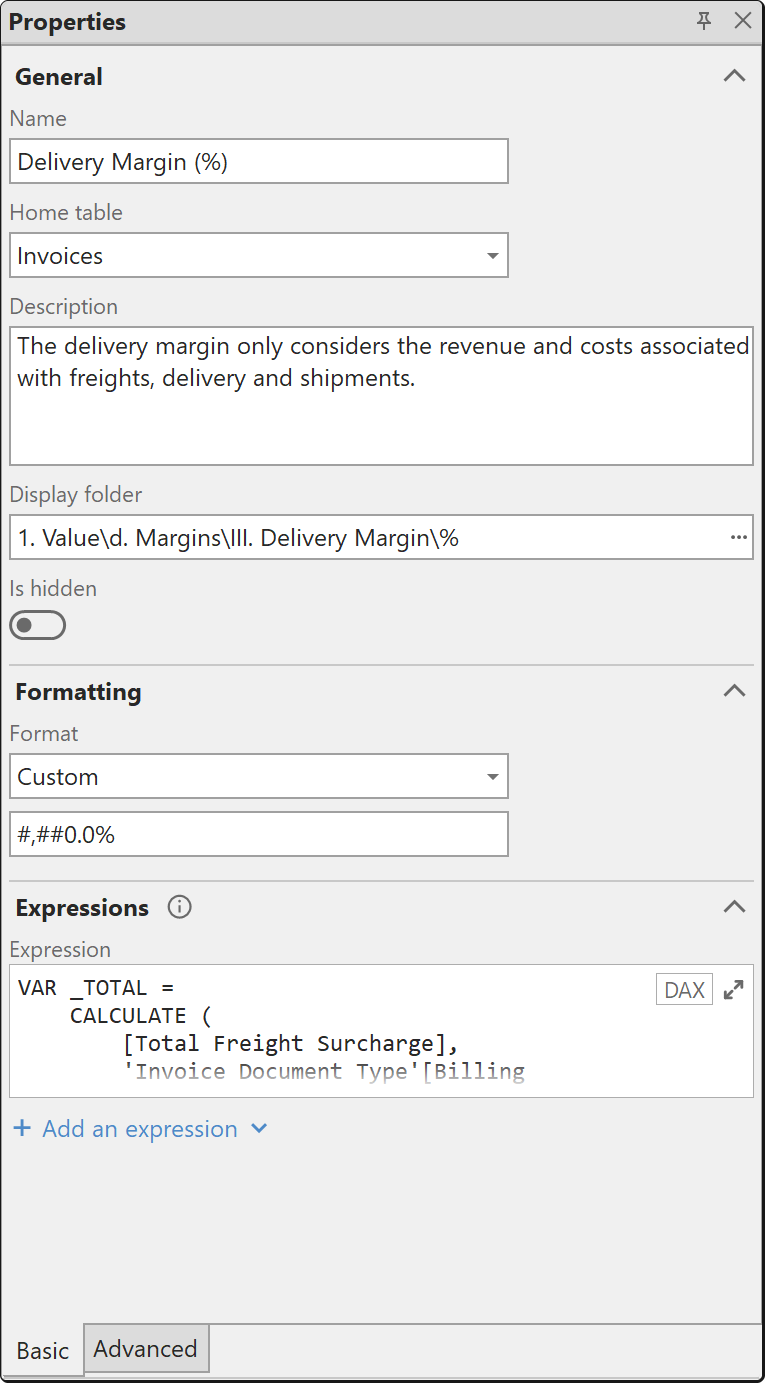 Properties
General
Name
Delivery Margin (%)
Home table
Invoices
Description
The delivery margin only considers the revenue and costs associated
with freights, delivery and shipments.
Display folder
1. Value\d. Margins\III. Delivery Margin\%
Is hidden
Formatting
Format
Custom
#,##0.0%
Expressions
Expression
VAR _TOTAL =
DAX
CALCULATE (
[Total Freight Surcharge],
'Invoice Document Type'[Billing
+ Add an expression
Basic
Advanced